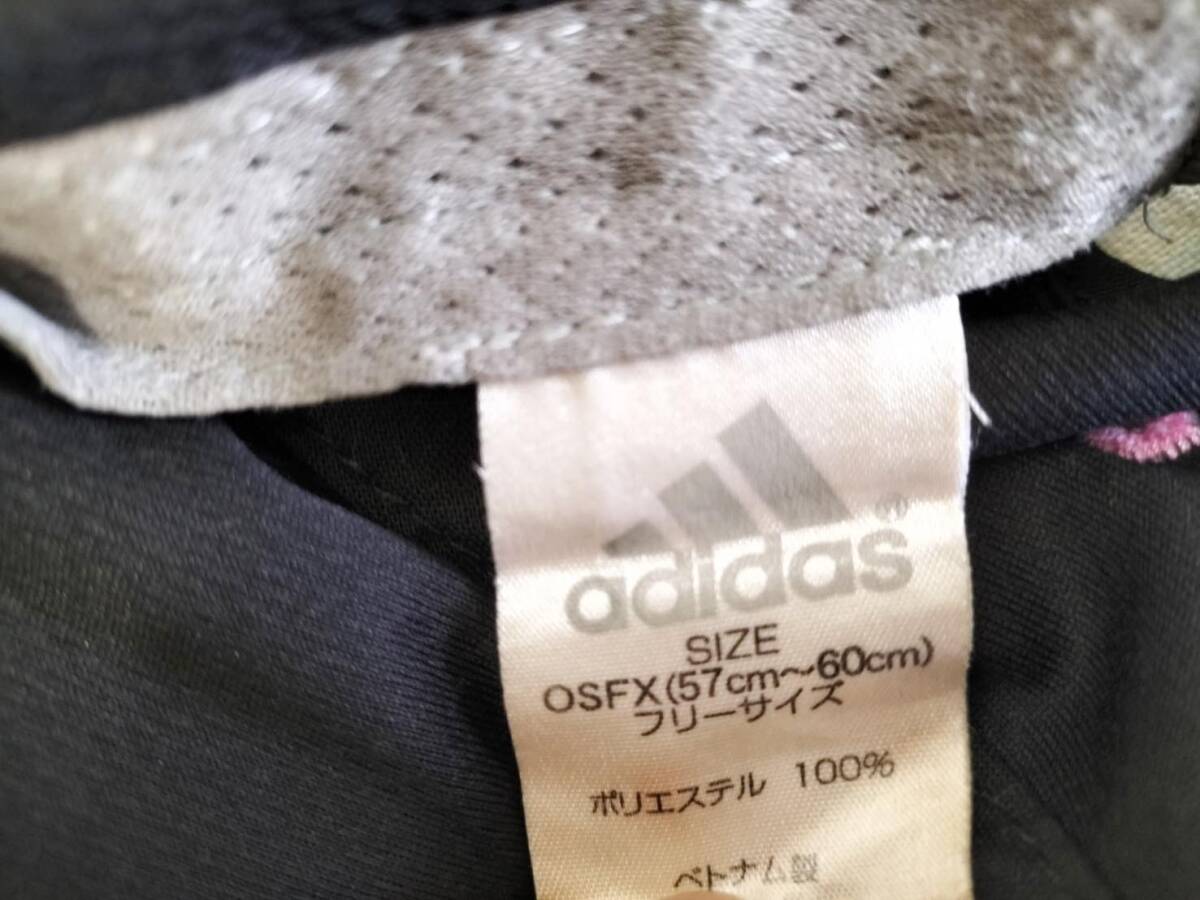 adidas®
SIZE
OSFX(57cm〜60cm)
フリーサイズ
ポリエステル 100%
ベトナム製